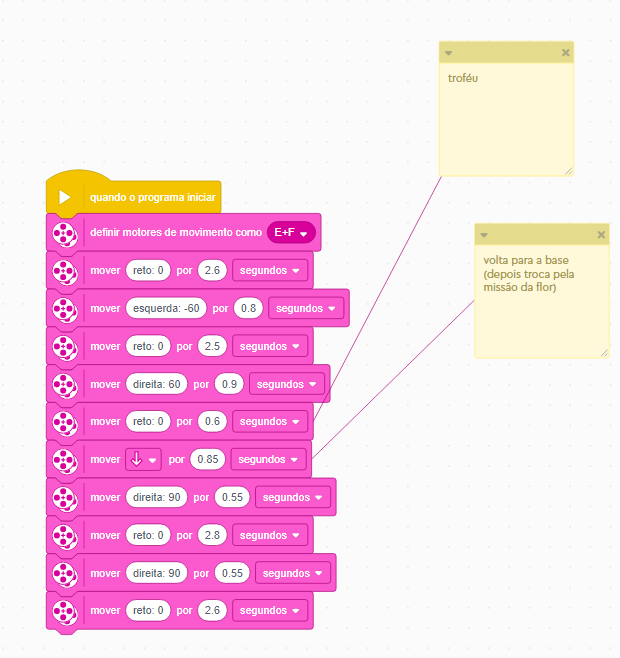 troféu
volta para a base
(depois troca pela
missão da flor)
quando o programa iniciar
definir motores de movimento como E+F
mover reto: 0 por 2.6 segundos
mover esquerda: -60 por 0.8 segundos
mover reto: 0 por 2.5 segundos
mover direita: 60 por 0.9 segundos
mover reto: 0 por 0.6 segundos
mover por 0.85 segundos
mover direita: 90 por 0.55 segundos
mover reto: 0 por 2.8 segundos
mover direita: 90 por 0.55 segundos
mover reto: 0 por 2.6 segundos